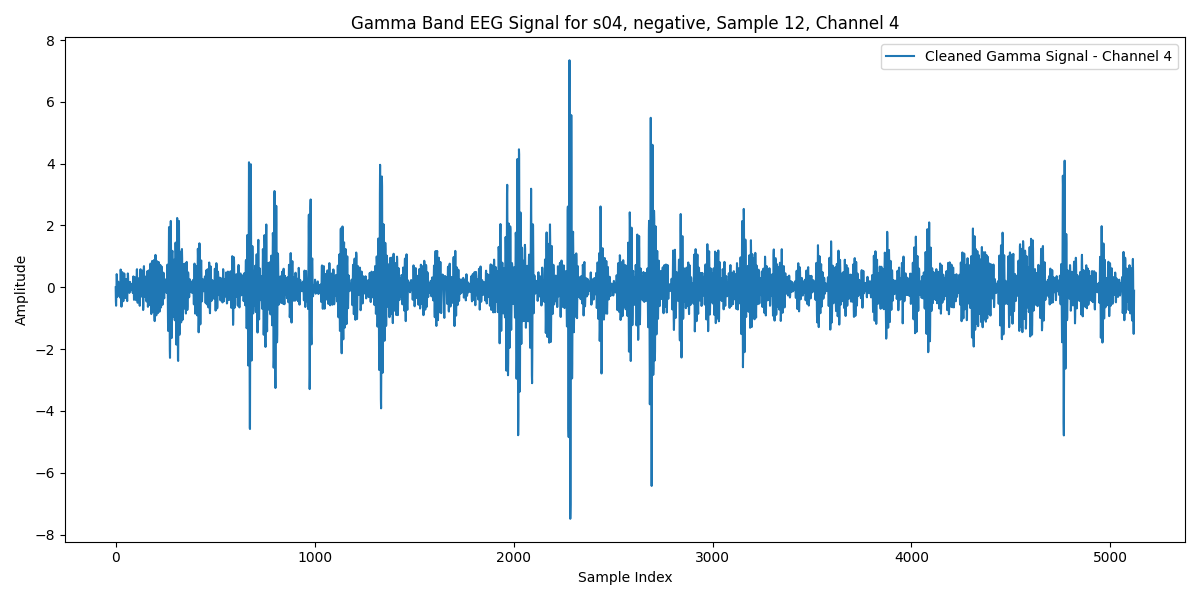 Gamma Band EEG Signal for s04, negative, Sample 12, Channel 4
Cleaned Gamma Signal - Channel 4
8
6
4
2
0
−2
−4
−6
−8
Amplitude
0 1000 2000 3000 4000 5000
Sample Index